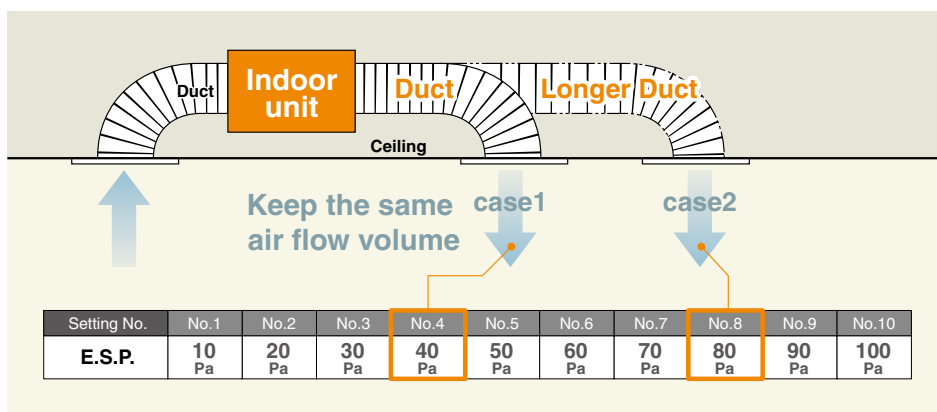 Duct
Indoor
unit
Duct
Longer Duct
Ceiling
Keep the same
air flow volume
case1
case2
Setting No. No.1 No.2 No.3 No.4 No.5 No.6 No.7 No.8 No.9 No.10
E.S.P. 10 20 30 40 50 60 70 80 90 100
Pa Pa Pa Pa Pa Pa Pa Pa Pa Pa